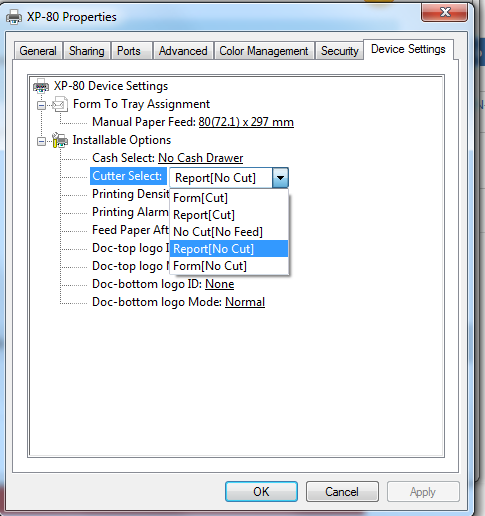 XP-80 Properties
General Sharing Ports Advanced Color Management Security Device Settings
XP-80 Device Settings
Form To Tray Assignment
Manual Paper Feed: 80(72.1) x 297 mm
Installable Options
Cash Select: No Cash Drawer
Cutter Select: Report[No Cut]
Printing Densit Form[Cut]
Printing Alarm Report[Cut]
Feed Paper Aft No Cut[No Feed]
Doc-top logo I Report[No Cut]
Doc-top logo Form[No Cut]
Doc-bottom logo ID: None
Doc-bottom logo Mode: Normal
OK Cancel Apply